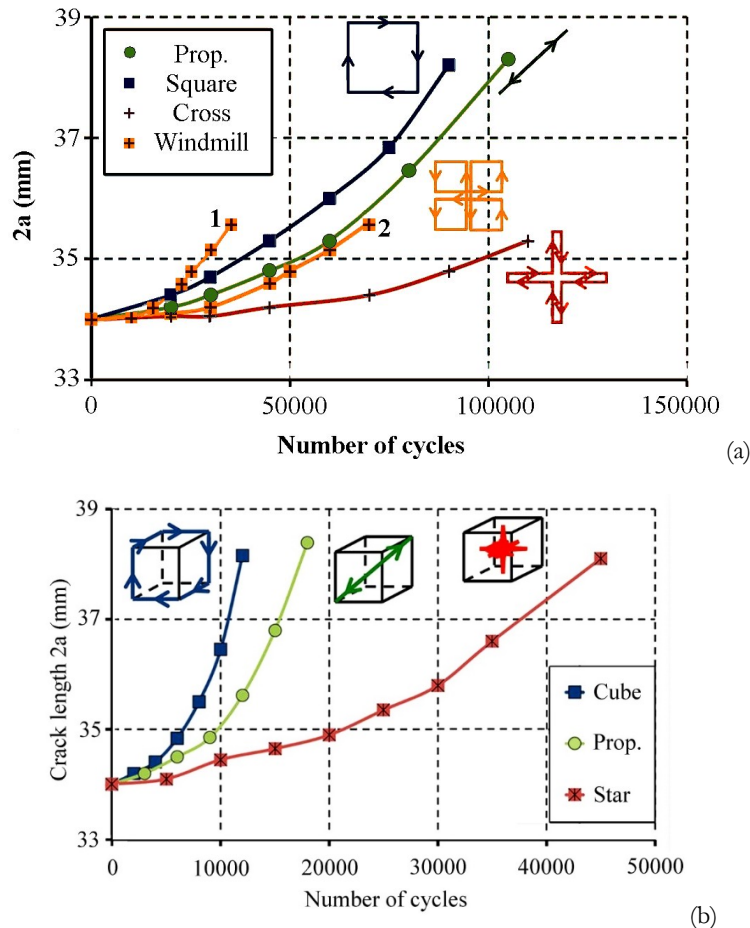 39
Prop.
Square
Cross
Windmill
37
2a (mm)
1
2
35
33
0
50000
100000
150000
Number of cycles
(a)
39
37
Crack length 2a (mm)
Cube
Prop.
Star
35
33
0
10000
20000
30000
40000
50000
Number of cycles
(b)